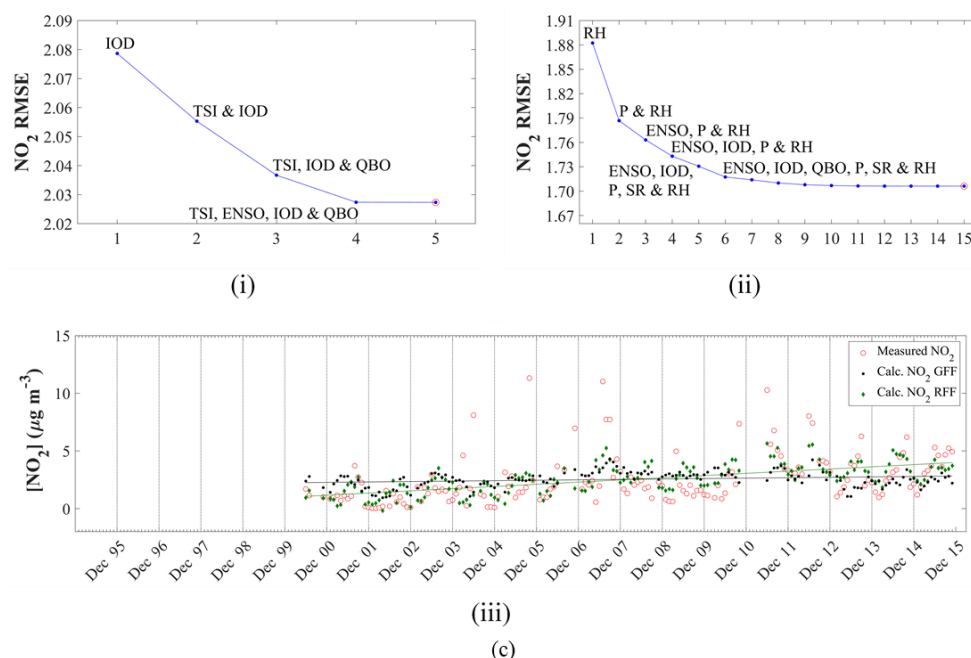 2.09
2.08
2.07
2.06
2.05
2.04
2.03
2.02
NO2 RMSE
IOD
TSI & IOD
TSI, IOD & QBO
TSI, ENSO, IOD & QBO
1 2 3 4 5
(i)
1.91
1.88
1.85
1.82
1.79
1.76
1.73
1.70
1.67
NO2 RMSE
RH
P & RH
ENSO, P & RH
ENSO, IOD, P & RH
ENSO, IOD,
P, SR & RH
ENSO, IOD, QBO, P, SR & RH
1 2 3 4 5 6 7 8 9 10 11 12 13 14 15
(ii)
15
10
5
0
[NO2] (μg m−3)
Measured NO2
Calc. NO2 GFF
Calc. NO2 RFF
Dec 95 Dec 96 Dec 97 Dec 98 Dec 99 Dec 00 Dec 01 Dec 02 Dec 03 Dec 04 Dec 05 Dec 06 Dec 07 Dec 08 Dec 09 Dec 10 Dec 11 Dec 12 Dec 13 Dec 14 Dec 15
(iii)
(c)